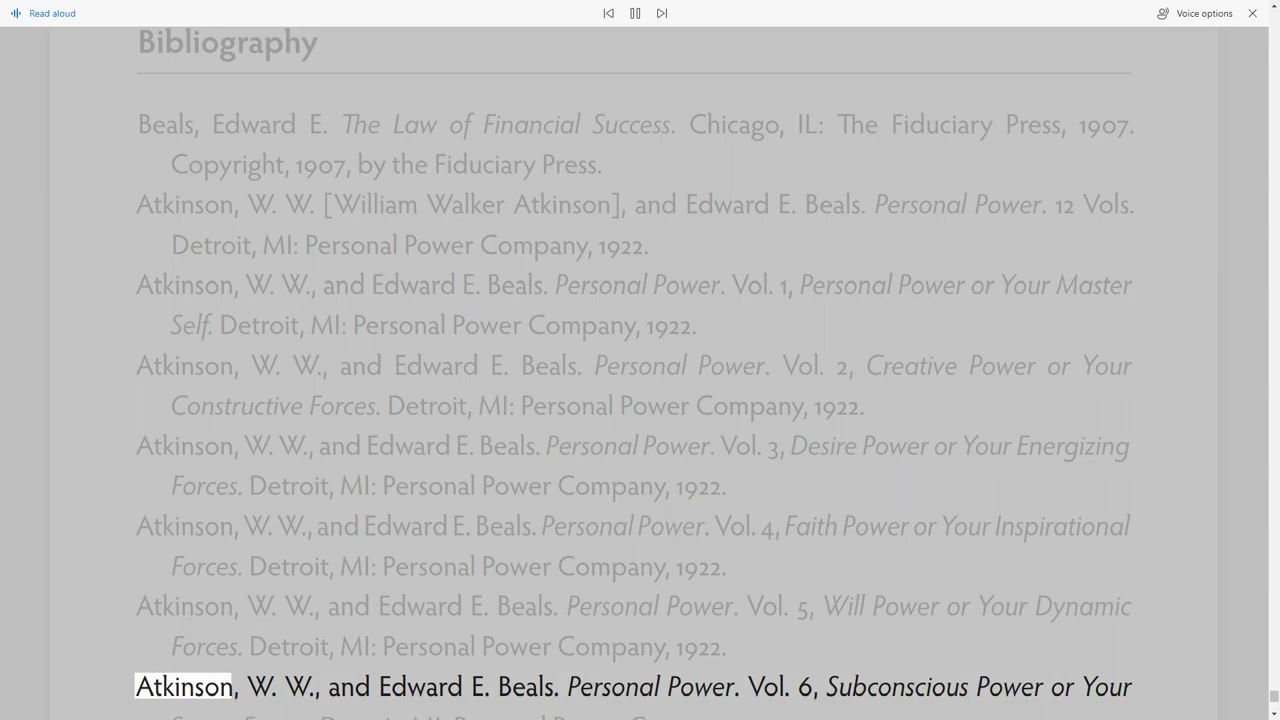 Read aloud
Voice options
Bibliography
Beals, Edward E. The Law of Financial Success. Chicago, IL: The Fiduciary Press, 1907.
Copyright, 1907, by the Fiduciary Press.
Atkinson, W. W. [William Walker Atkinson], and Edward E. Beals. Personal Power. 12 Vols.
Detroit, MI: Personal Power Company, 1922.
Atkinson, W. W., and Edward E. Beals. Personal Power. Vol. 1, Personal Power or Your Master
Self. Detroit, MI: Personal Power Company, 1922.
Atkinson, W. W., and Edward E. Beals. Personal Power. Vol. 2, Creative Power or Your
Constructive Forces. Detroit, MI: Personal Power Company, 1922.
Atkinson, W. W., and Edward E. Beals. Personal Power. Vol. 3, Desire Power or Your Energizing
Forces. Detroit, MI: Personal Power Company, 1922.
Atkinson, W. W., and Edward E. Beals. Personal Power. Vol. 4, Faith Power or Your Inspirational
Forces. Detroit, MI: Personal Power Company, 1922.
Atkinson, W. W., and Edward E. Beals. Personal Power. Vol. 5, Will Power or Your Dynamic
Forces. Detroit, MI: Personal Power Company, 1922.
Atkinson, W. W., and Edward E. Beals. Personal Power. Vol. 6, Subconscious Power or Your